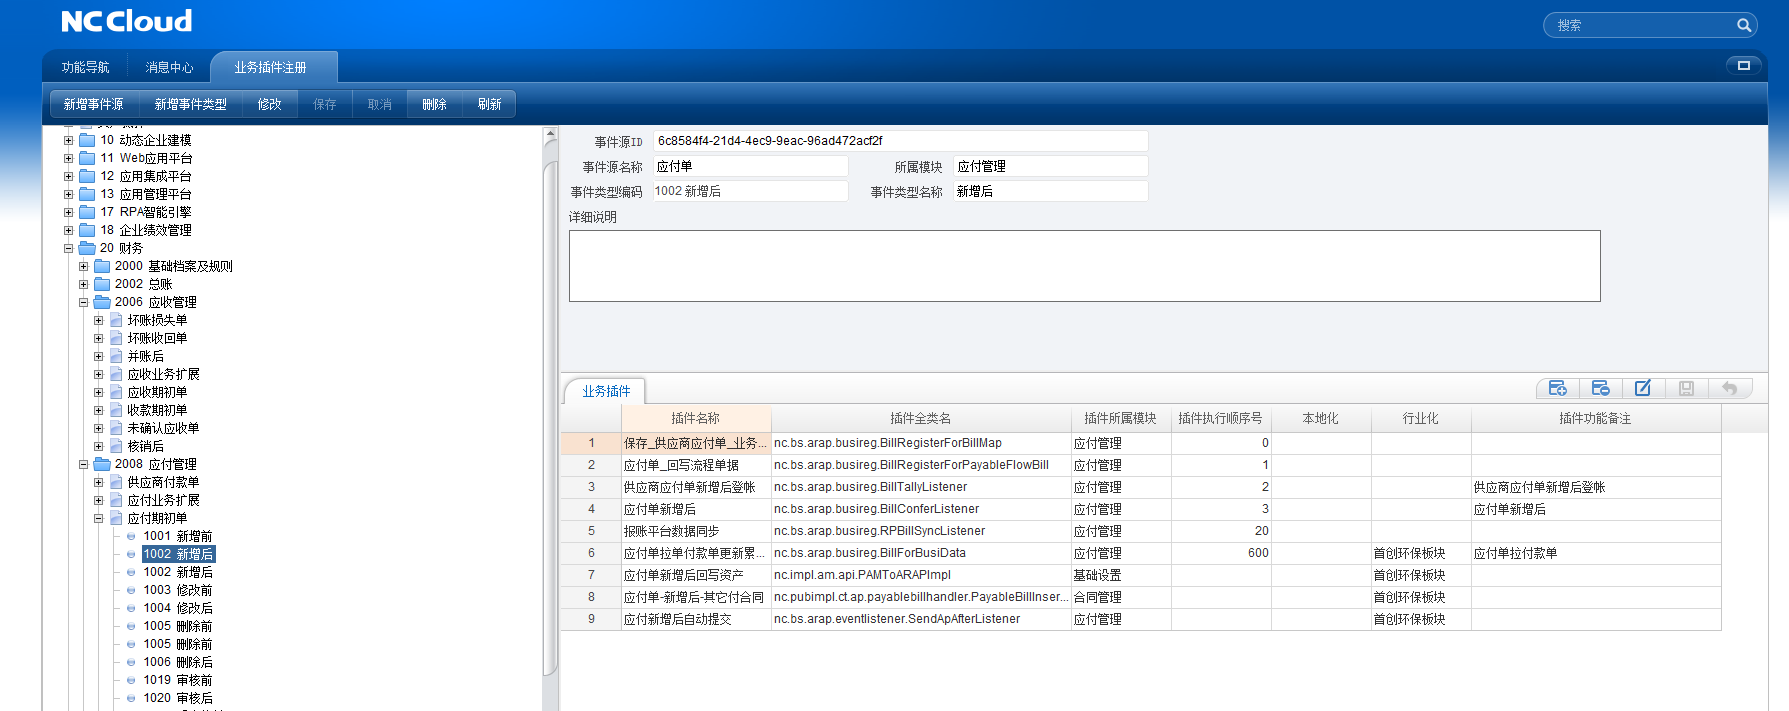 NC Cloud
搜索
功能导航 消息中心 业务插件注册
新增事件源 新增事件类型 修改 保存 取消 删除 刷新
10 动态企业建模
11 Web应用平台
12 应用集成平台
13 应用管理平台
17 RPA智能引擎
18 企业绩效管理
20 财务
2000 基础档案及规则
2002 总账
2006 应收管理
坏账损失单
坏账收回单
并账后
应收业务扩展
应收期初单
收款期初单
未确认应收单
核销后
2008 应付管理
供应商付款单
应付业务扩展
应付期初单
1001 新增前
1002 新增后
1002 新增后
1003 修改前
1004 修改后
1005 删除前
1005 删除前
1006 删除后
1019 审核前
1020 审核后
事件源ID 6c8584f4-21d4-4ec9-9eac-96ad472acf2f
事件源名称 应付单 所属模块 应付管理
事件类型编码 1002 新增后 事件类型名称 新增后
详细说明
业务插件
插件名称 插件全类名 插件所属模块 插件执行顺序号 本地化 行业化 插件功能备注
1 保存_供应商应付单_业务... nc.bs.arap.busireg.BillRegisterForBillMap 应付管理 0
2 应付单_回写流程单据 nc.bs.arap.busireg.BillRegisterForPayableFlowBill 应付管理 1
3 供应商应付单新增后登帐 nc.bs.arap.busireg.BillTallyListener 应付管理 2 供应商应付单新增后登帐
4 应付单新增后 nc.bs.arap.busireg.BillConferListener 应付管理 3 应付单新增后
5 报账平台数据同步 nc.bs.arap.busireg.RPBillSyncListener 应付管理 20
6 应付单拉单付款单更新累... nc.bs.arap.busireg.BillForBusiData 应付管理 600 首创环保板块 应付单拉付款单
7 应付单新增后回写资产 nc.impl.am.api.PAMToARAPImpl 基础设置 首创环保板块
8 应付单-新增后-其它付合同 nc.pubimpl.ct.ap.payablebillhandler.PayableBillInser... 合同管理 首创环保板块
9 应付新增后自动提交 nc.bs.arap.eventlistener.SendApAfterListener 应付管理 首创环保板块